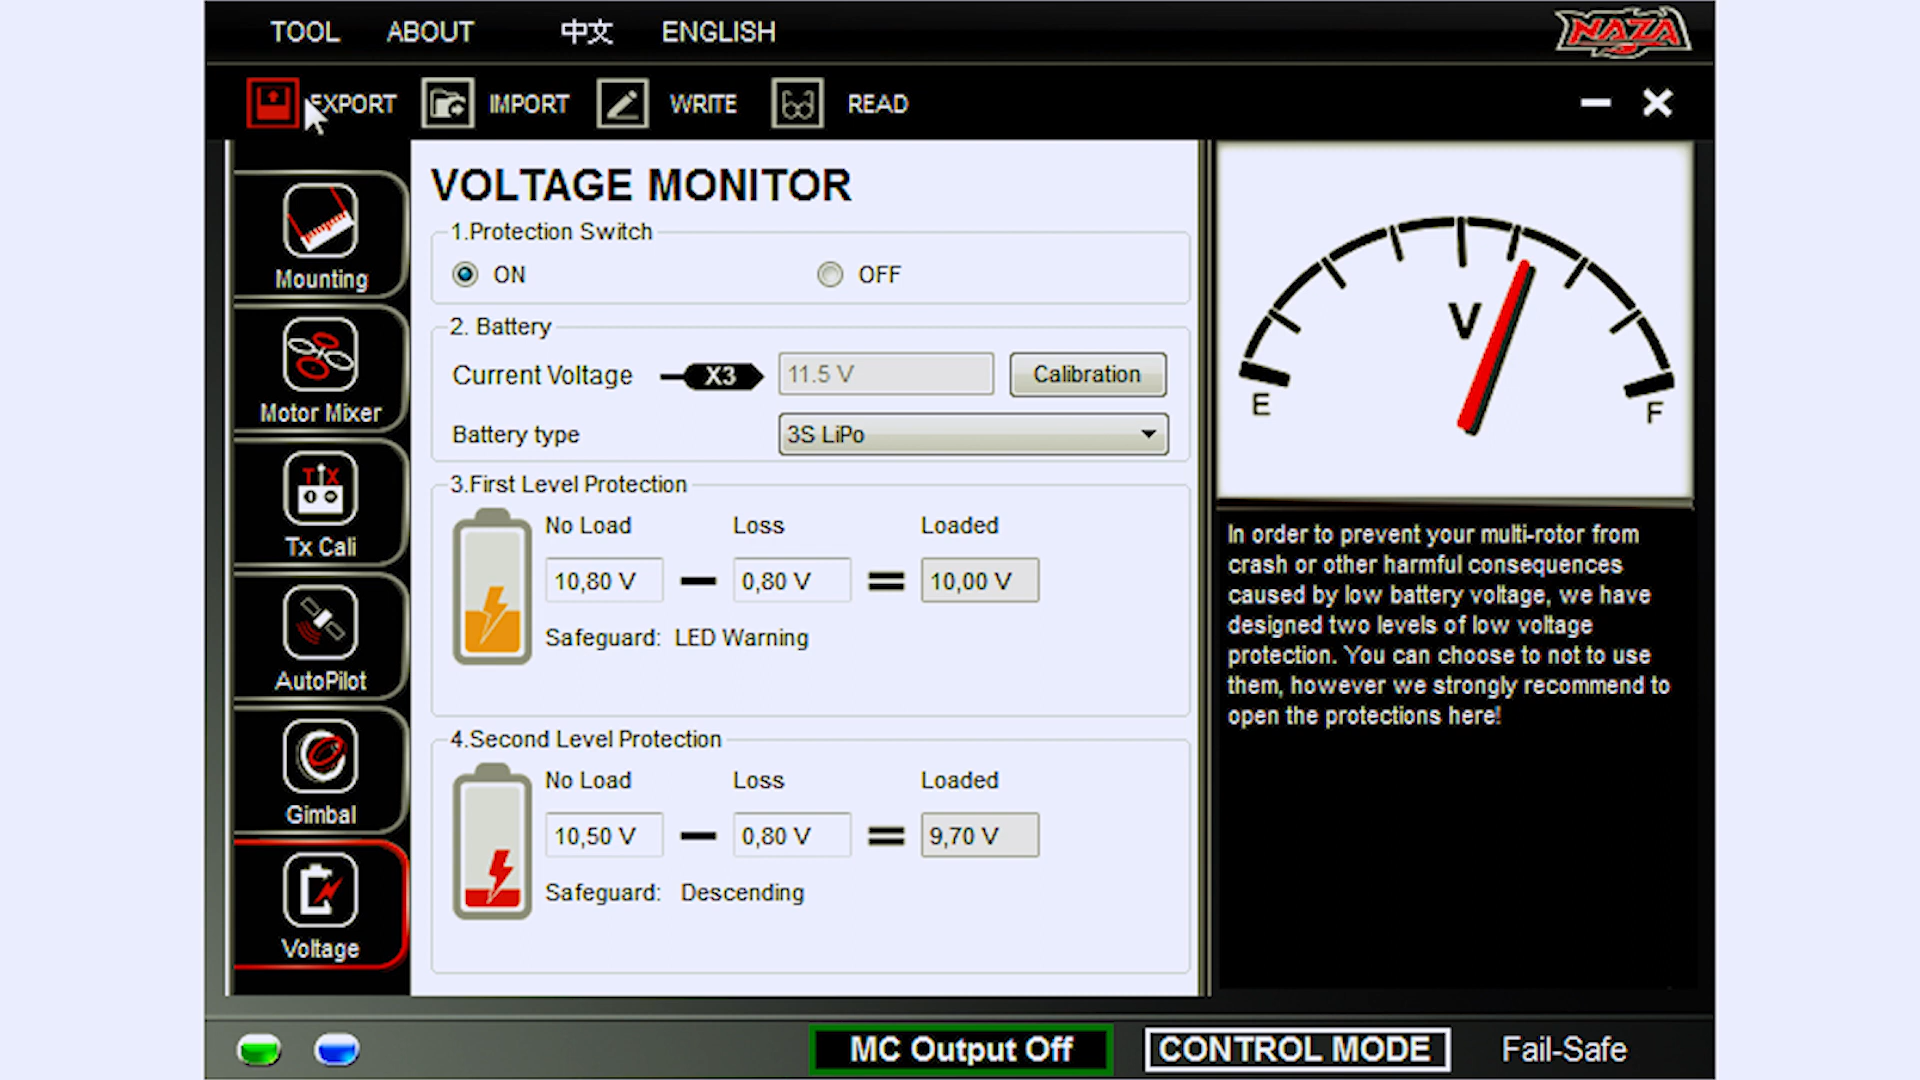 TOOL ABOUT 中文 ENGLISH
NAZA
EXPORT IMPORT WRITE READ
Mounting
Motor Mixer
TIX
Tx Cali
AutoPilot
Gimbal
Voltage
VOLTAGE MONITOR
1.Protection Switch
ON OFF
2. Battery
Current Voltage X3 11.5 V Calibration
Battery type 3S LiPo
3.First Level Protection
No Load Loss Loaded
10,80 V 0,80 V 10,00 V
Safeguard: LED Warning
4.Second Level Protection
No Load Loss Loaded
10,50 V 0,80 V 9,70 V
Safeguard: Descending
V
E F
In order to prevent your multi-rotor from
crash or other harmful consequences
caused by low battery voltage, we have
designed two levels of low voltage
protection. You can choose to not to use
them, however we strongly recommend to
open the protections here!
MC Output Off CONTROL MODE Fail-Safe